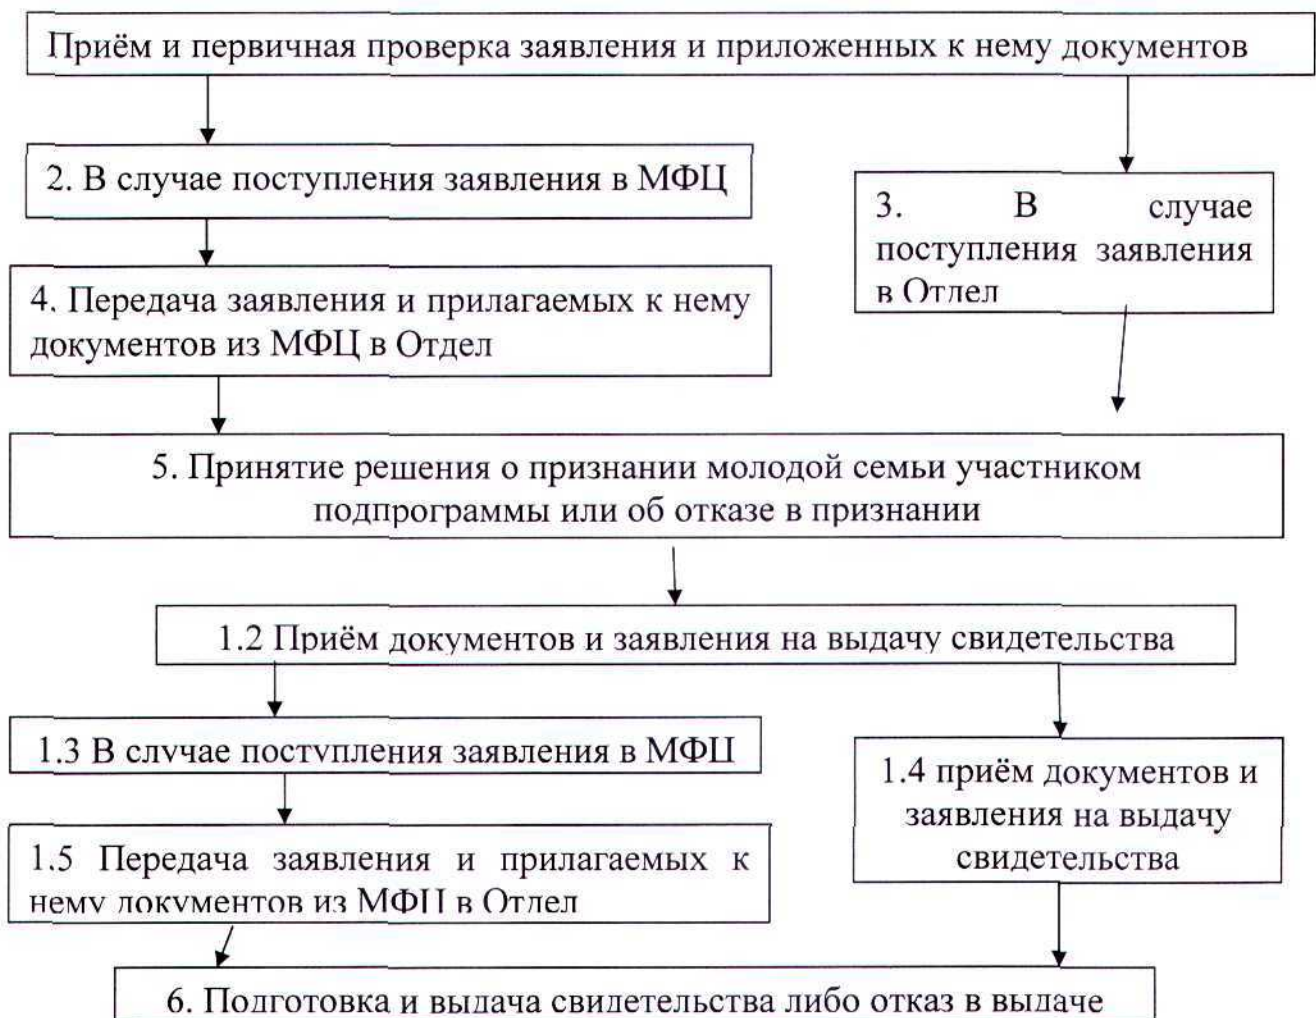 Приём и первичная проверка заявления и приложенных к нему документов
2. В случае поступления заявления в МФЦ
3. В случае
поступления заявления
в Отдел
4. Передача заявления и прилагаемых к нему
документов из МФЦ в Отдел
5. Принятие решения о признании молодой семьи участником
подпрограммы или об отказе в признании
1.2 Приём документов и заявления на выдачу свидетельства
1.3 В случае поступления заявления в МФЦ
1.4 приём документов и
заявления на выдачу
свидетельства
1.5 Передача заявления и прилагаемых к
нему документов из МФЦ в Отдел
6. Подготовка и выдача свидетельства либо отказ в выдаче